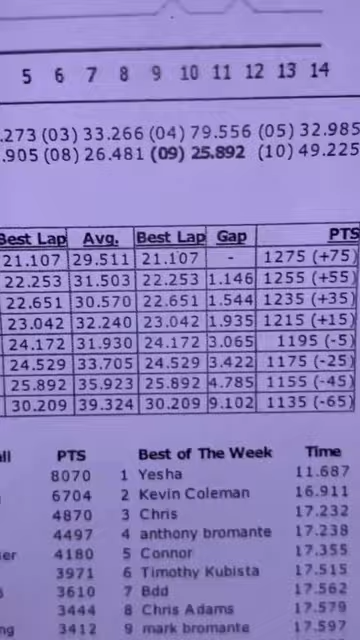 5 6 7 8 9 10 11 12 13 14
.273 (03) 33.266 (04) 79.556 (05) 32.985
.905 (08) 26.481 (09) 25.892 (10) 49.225
Best Lap Avg. Best Lap Gap PTS
21.107 29.511 21.107 - 1275 (+75)
22.253 31.503 22.253 1.146 1255 (+55)
22.651 30.570 22.651 1.544 1235 (+35)
23.042 32.240 23.042 1.935 1215 (+15)
24.172 31.930 24.172 3.065 1195 (-5)
24.529 33.705 24.529 3.422 1175 (-25)
25.892 35.923 25.892 4.785 1155 (-45)
30.209 39.324 30.209 9.102 1135 (-65)
all PTS Best of The Week Time
8070 1 Yesha 11.687
6704 2 Kevin Coleman 16.911
4870 3 Chris 17.232
4497 4 anthony bromante 17.238
er 4180 5 Connor 17.355
3971 6 Timothy Kubista 17.515
3610 7 Bdd 17.562
3444 8 Chris Adams 17.579
ng 3412 9 mark bromante 17.597